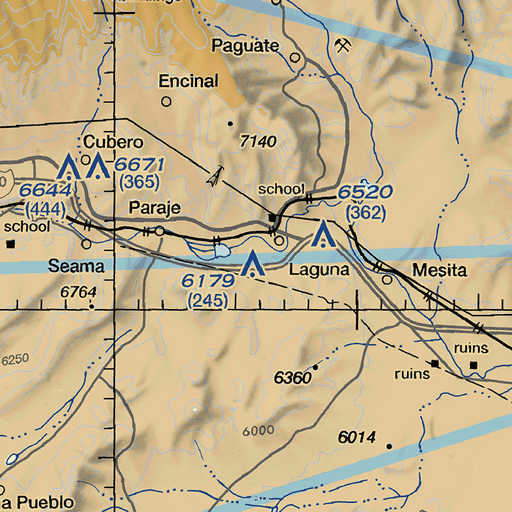 Paguate
Encinal
7140
Cubero
6671
(365)
6644
(444)
school
6520
(362)
Paraje
school
Seama
6179
(245)
Laguna
Mesita
6764
6250
6360
ruins
ruins
6000
6014
a Pueblo